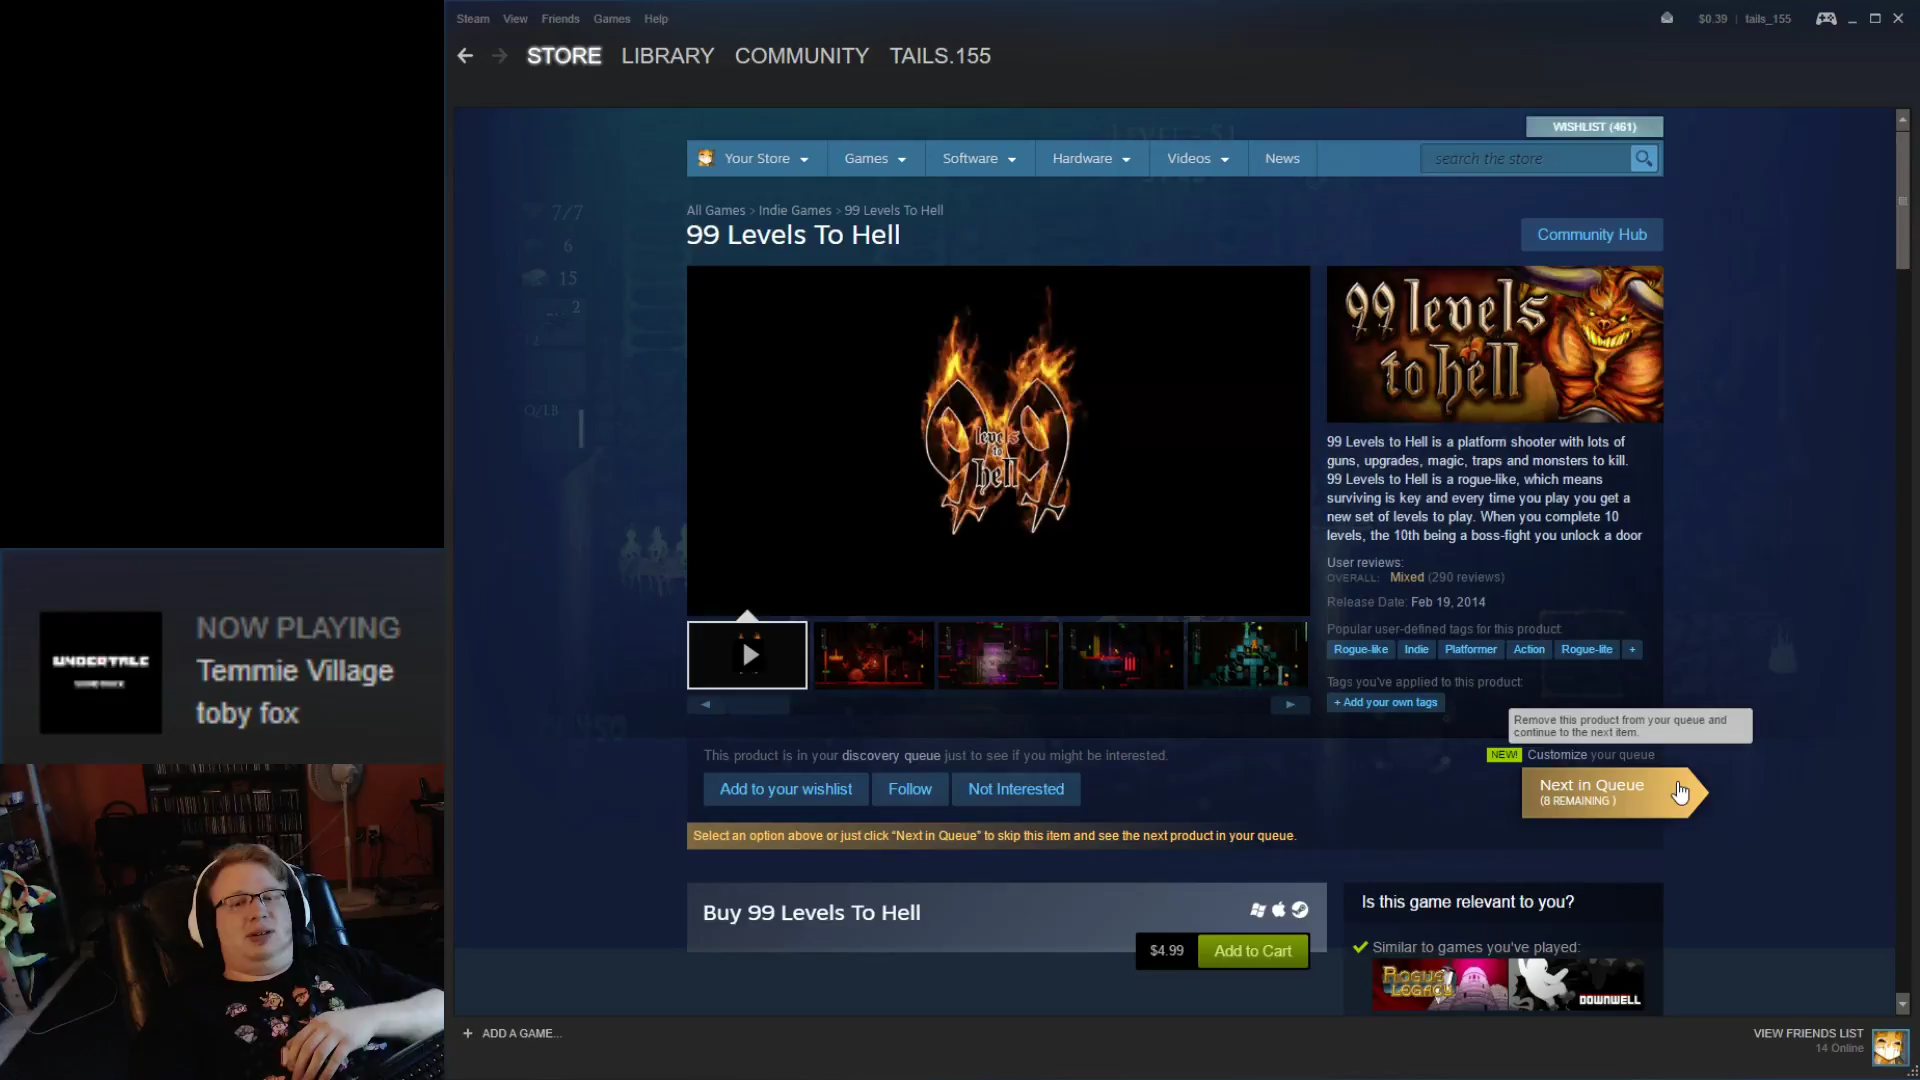 Steam View Friends Games Help
$0.39 | tails_155
STORE LIBRARY COMMUNITY TAILS.155
WISHLIST (461)
Your Store Games Software Hardware Videos News search the store
All Games > Indie Games > 99 Levels To Hell
99 Levels To Hell
Community Hub
7/7
6
15
2
levels
to
hell
99 levels
to hell
99 Levels to Hell is a platform shooter with lots of
guns, upgrades, magic, traps and monsters to kill.
99 Levels to Hell is a rogue-like, which means
surviving is key and every time you play you get a
new set of levels to play. When you complete 10
levels, the 10th being a boss-fight you unlock a door
User reviews:
OVERALL: Mixed (290 reviews)
Release Date: Feb 19, 2014
Popular user-defined tags for this product:
Rogue-like Indie Platformer Action Rogue-lite +
Tags you've applied to this product:
+ Add your own tags
Remove this product from your queue and
continue to the next item.
This product is in your discovery queue just to see if you might be interested.
NEW! Customize your queue
Add to your wishlist Follow Not Interested
Next in Queue
(8 REMAINING )
Select an option above or just click "Next in Queue" to skip this item and see the next product in your queue.
Buy 99 Levels To Hell
$4.99 Add to Cart
Is this game relevant to you?
Similar to games you've played:
ROGUE LEGACY
DOWNWELL
+ ADD A GAME...
VIEW FRIENDS LIST
14 Online
UNDERTALE
NOW PLAYING
Temmie Village
toby fox